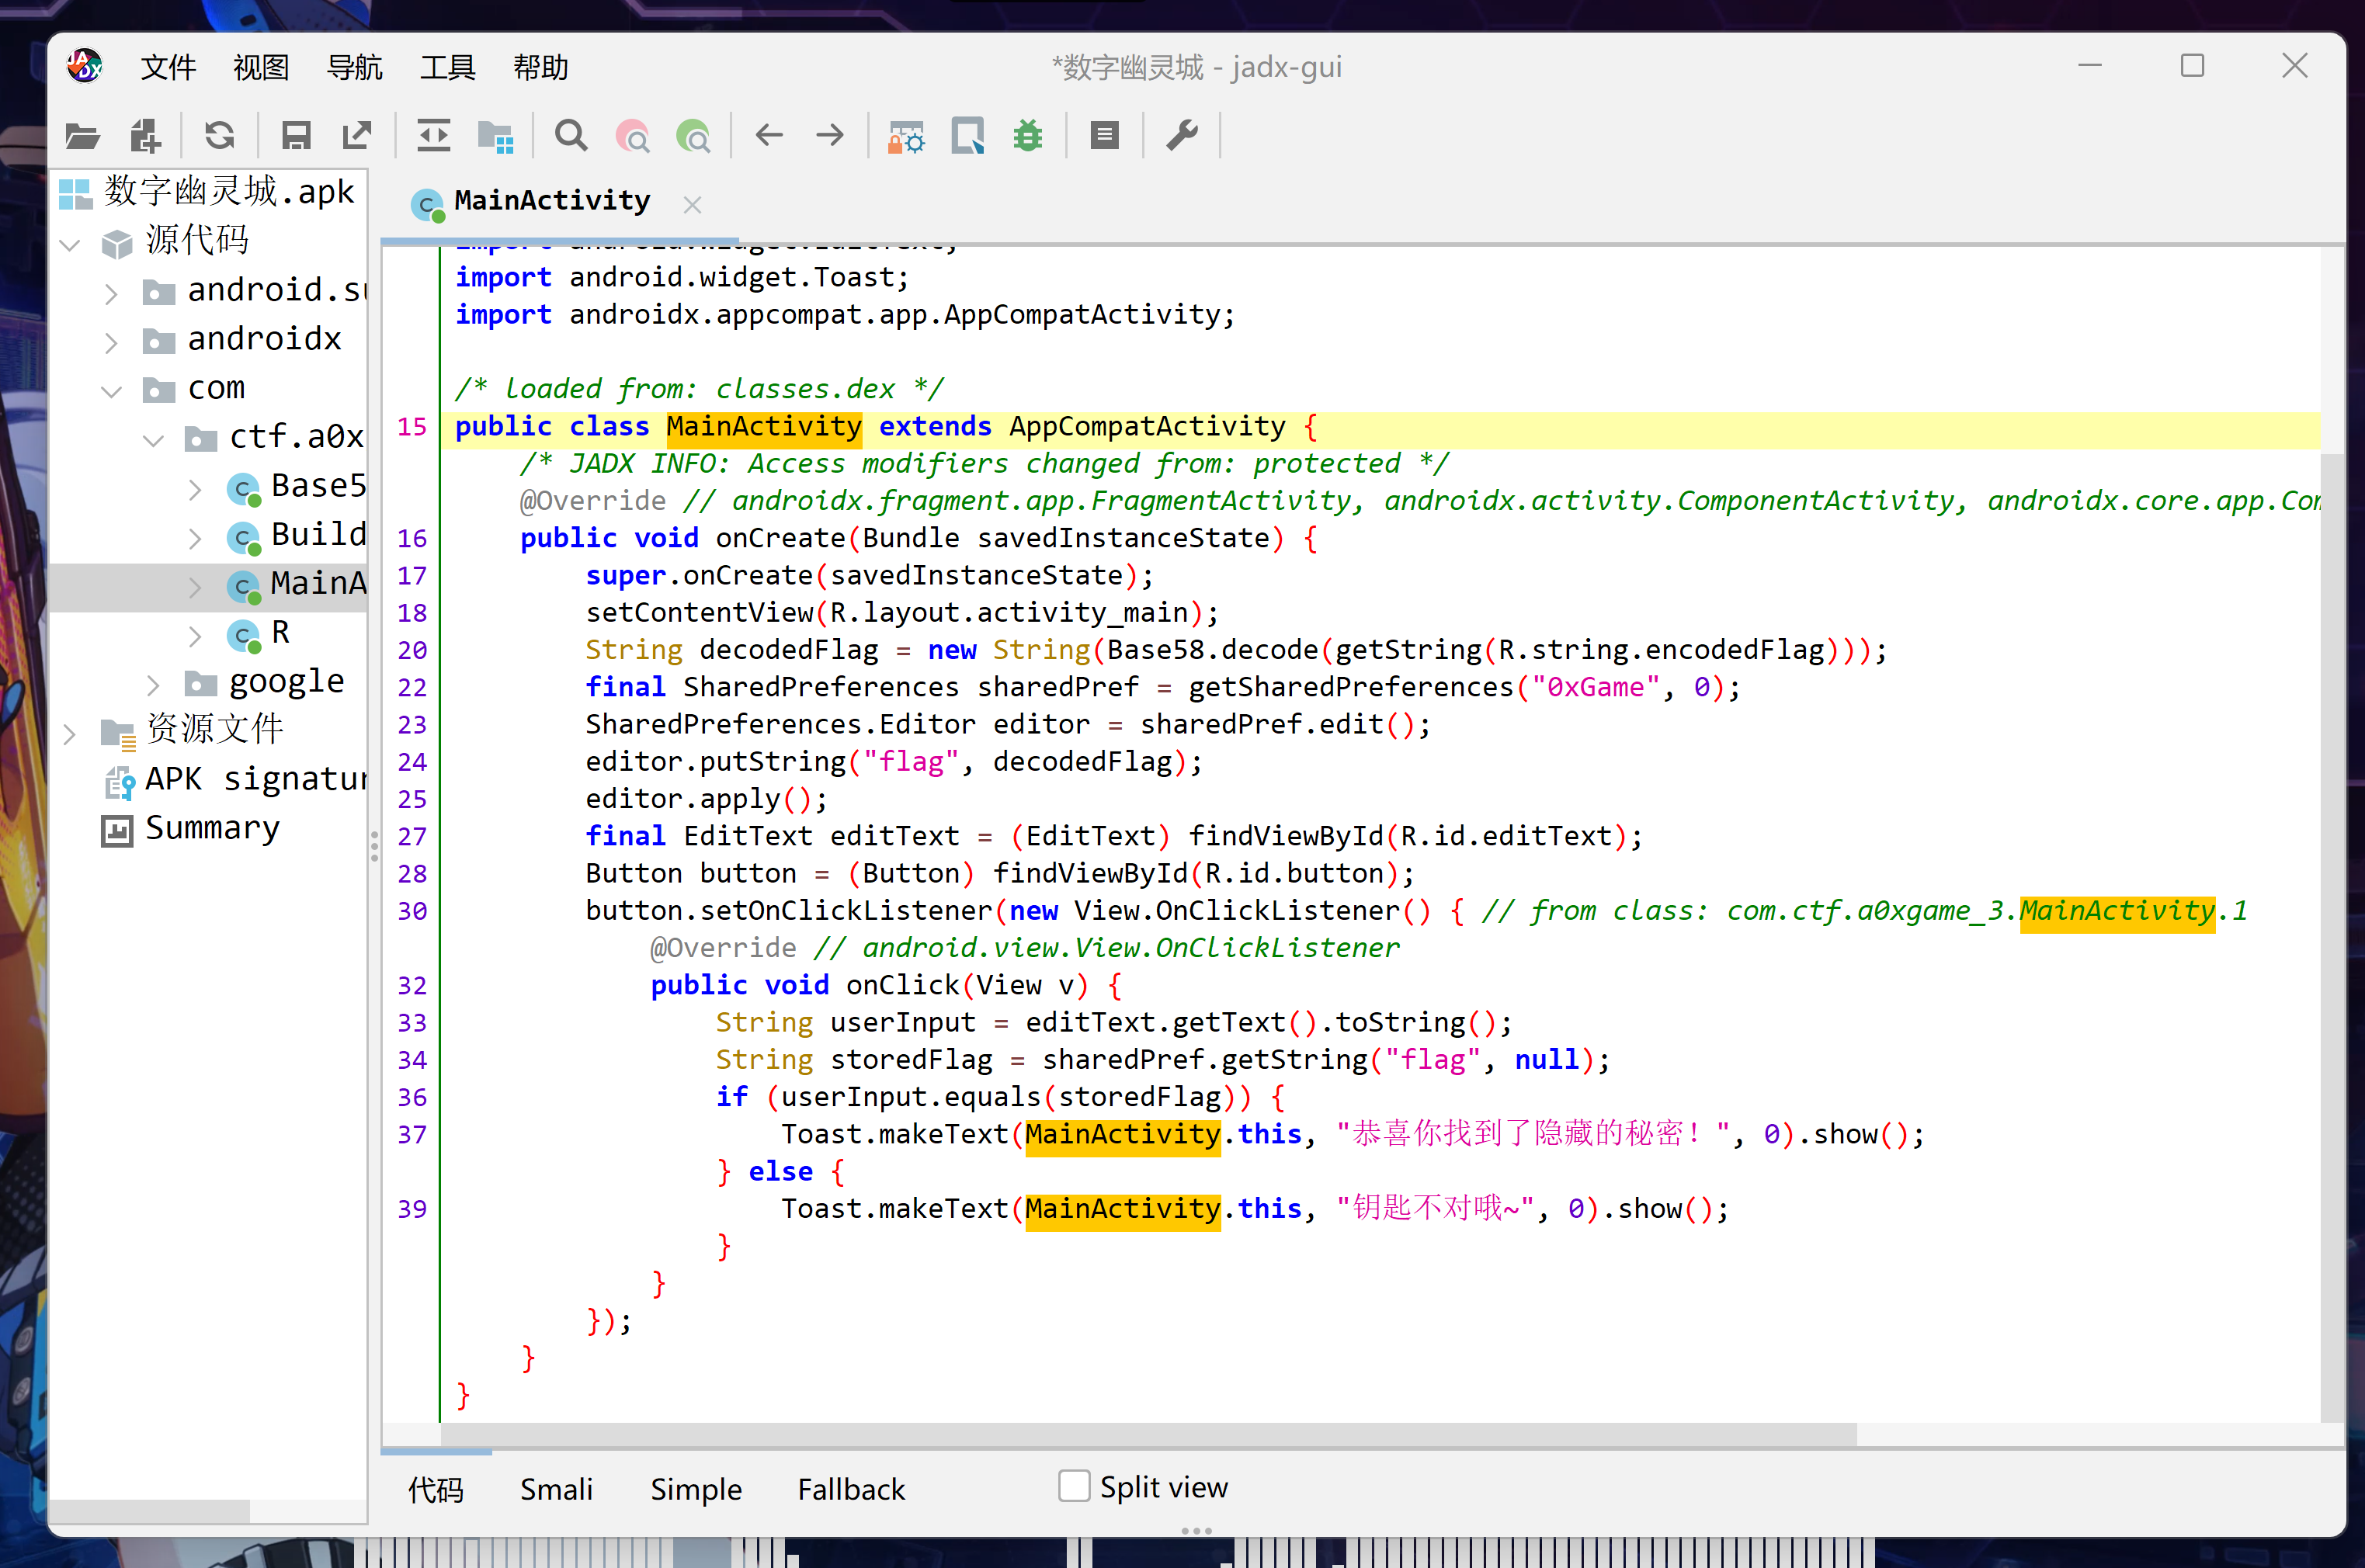 文件 视图 导航 工具 帮助
*数字幽灵城 - jadx-gui
数字幽灵城.apk
源代码
android.su
androidx
com
ctf.a0x
Base5
Build
MainA
R
google
资源文件
APK signatur
Summary
MainActivity
import android.widget.EditText;
import android.widget.Toast;
import androidx.appcompat.app.AppCompatActivity;
/* loaded from: classes.dex */
15 public class MainActivity extends AppCompatActivity {
/* JADX INFO: Access modifiers changed from: protected */
@Override // androidx.fragment.app.FragmentActivity, androidx.activity.ComponentActivity, androidx.core.app.Com
16 public void onCreate(Bundle savedInstanceState) {
17 super.onCreate(savedInstanceState);
18 setContentView(R.layout.activity_main);
20 String decodedFlag = new String(Base58.decode(getString(R.string.encodedFlag)));
22 final SharedPreferences sharedPref = getSharedPreferences("0xGame", 0);
23 SharedPreferences.Editor editor = sharedPref.edit();
24 editor.putString("flag", decodedFlag);
25 editor.apply();
27 final EditText editText = (EditText) findViewById(R.id.editText);
28 Button button = (Button) findViewById(R.id.button);
30 button.setOnClickListener(new View.OnClickListener() { // from class: com.ctf.a0xgame_3.MainActivity.1
@Override // android.view.View.OnClickListener
32 public void onClick(View v) {
33 String userInput = editText.getText().toString();
34 String storedFlag = sharedPref.getString("flag", null);
36 if (userInput.equals(storedFlag)) {
37 Toast.makeText(MainActivity.this, "恭喜你找到了隐藏的秘密！", 0).show();
} else {
39 Toast.makeText(MainActivity.this, "钥匙不对哦~", 0).show();
}
}
});
}
}
代码 Smali Simple Fallback Split view